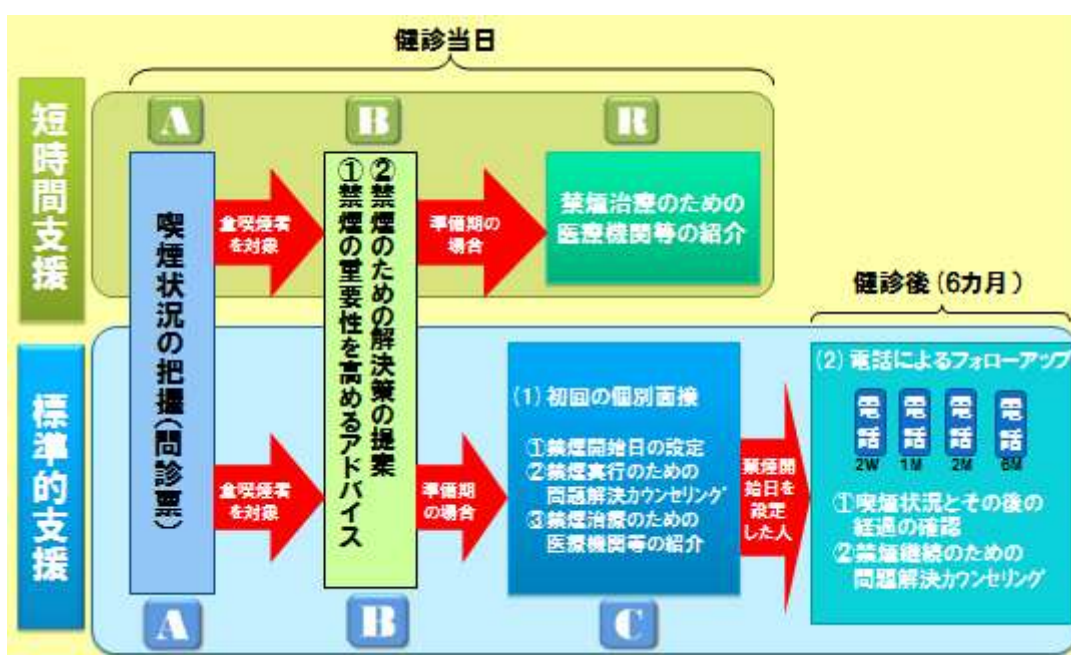 健診当日
短時間支援
A
B
R
喫煙状況の把握(問診票)
全喫煙者
を対象
①禁煙の重要性を高めるアドバイス
②禁煙のための解決策の提案
準備期の
場合
禁煙治療のための
医療機関等の紹介
健診後(6カ月)
標準的支援
全喫煙者
を対象
準備期
の場合
(1)初回の個別面接
①禁煙開始日の設定
②禁煙実行のための
問題解決カウンセリング
③禁煙治療のための
医療機関等の紹介
禁煙開
始日を
設定
した人
(2)電話によるフォローアップ
電話
電話
電話
電話
2W
1M
2M
6M
①喫煙状況とその後の
経過の確認
②禁煙継続のための
問題解決カウンセリング
A
B
C